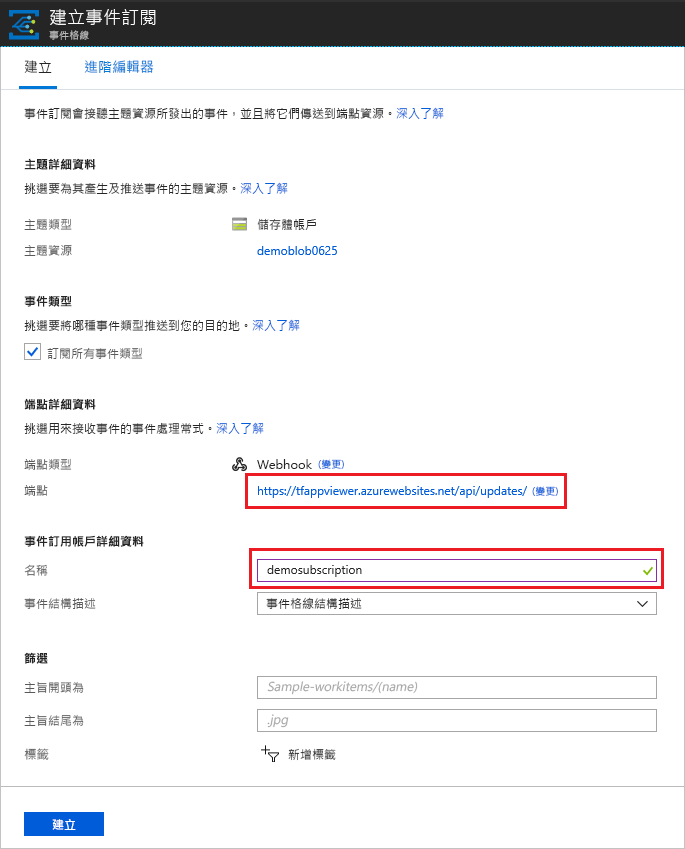 建立事件訂閱
事件格線
建立 進階編輯器
事件訂閱會接聽主題資源所發出的事件，並且將它們傳送到端點資源。深入了解
主題詳細資料
挑選要為其產生及推送事件的主題資源。深入了解
主題類型 儲存體帳戶
主題資源 demoblob0625
事件類型
挑選要將哪種事件類型推送到您的目的地。深入了解
訂閱所有事件類型
端點詳細資料
挑選用來接收事件的事件處理常式。深入了解
端點類型 Webhook (變更)
端點 https://tfappviewer.azurewebsites.net/api/updates/ (變更)
事件訂用帳戶詳細資料
名稱 demosubscription
事件結構描述 事件格線結構描述
篩選
主旨開頭為 Sample-workitems/(name)
主旨結尾為 .jpg
標籤 新增標籤
建立